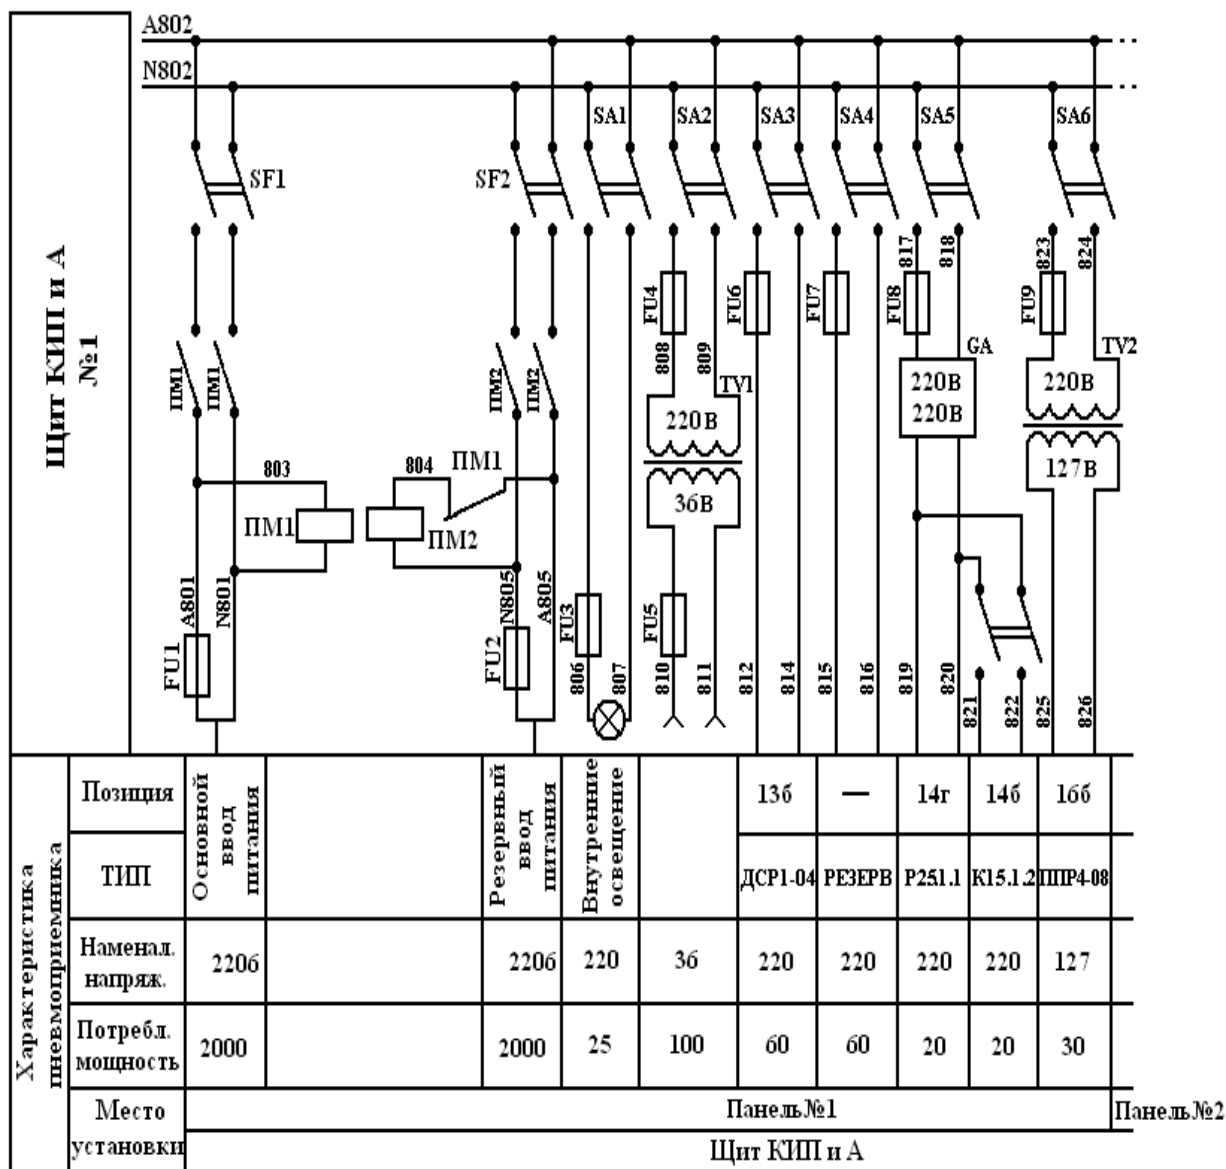 Щит КИП и А
№1
A802
N802
SF1
SF2
SA1
SA2
SA3
SA4
SA5
SA6
817
818
823
824
FU4
FU6
FU7
FU8
FU9
808
809
GA
TV1
TV2
220В
220В
220В
220В
127В
36В
ПМ1
ПМ1
ПМ2
ПМ2
803
804
ПМ1
ПМ1
ПМ2
A801
N801
N805
A805
FU1
FU2
FU3
FU5
806
807
810
811
812
814
815
816
819
820
821
822
825
826
Характеристика
пневмоприемника
Позиция
Основной
ввод
питания
Резервный
ввод
питания
Внутренние
освещение
13б
—
14г
14б
16б
ТИП
ДСР1-04
РЕЗЕРВ
Р25.1.1
К15.1.2
ППР4-08
Наменал.
напряж.
220б
220б
220
36
220
220
220
220
127
Потребл.
мощность
2000
2000
25
100
60
60
20
20
30
Место
установки
Панель№1
Панель№2
Щит КИП и А